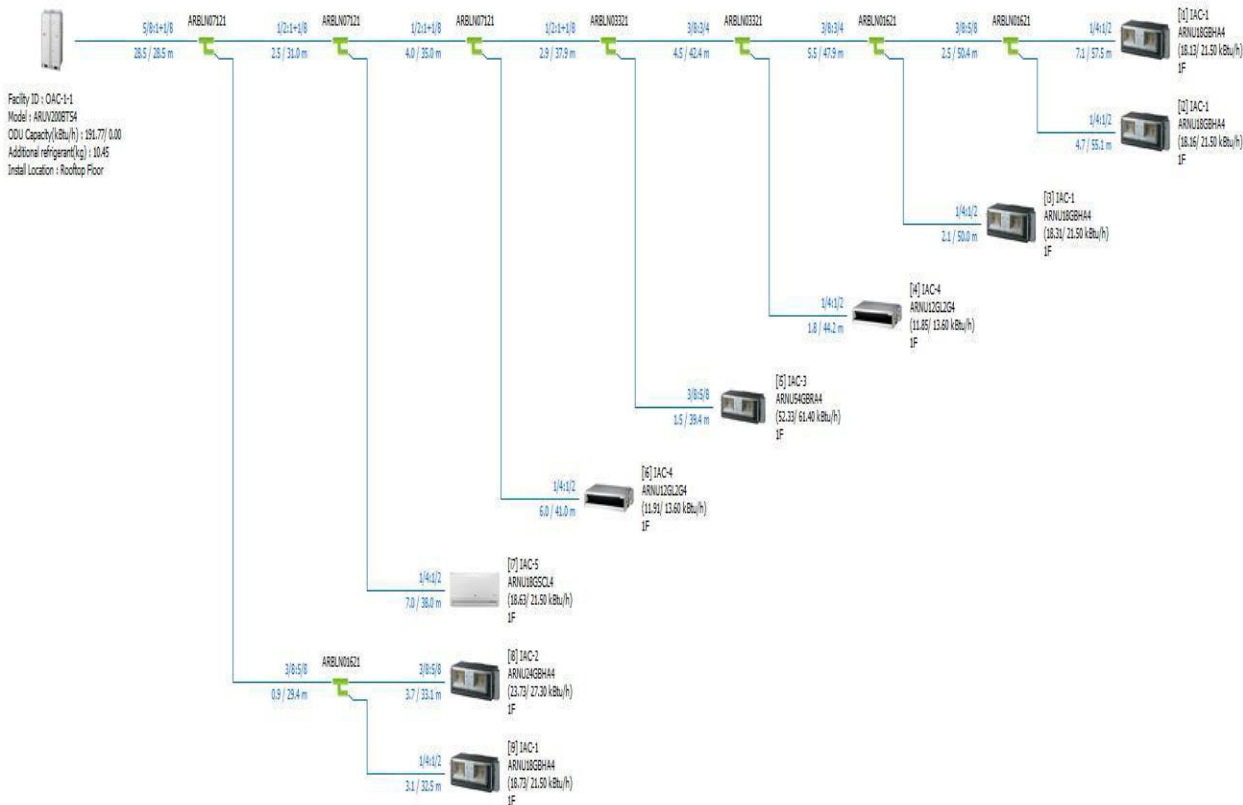 5/8:1+1/8
28.5 / 28.5 m
ARBLN07121
1/2:1+1/8
2.5 / 31.0 m
ARBLN07121
1/2:1+1/8
4.0 / 35.0 m
ARBLN07121
1/2:1+1/8
2.9 / 37.9 m
ARBLN03321
3/8:3/4
4.5 / 42.4 m
ARBLN03321
3/8:3/4
5.5 / 47.9 m
ARBLN01621
3/8:5/8
2.5 / 50.4 m
ARBLN01621
1/4:1/2
7.1 / 57.5 m
[i1] IAC-1
ARNU18GBHA4
(18.13/ 21.50 kBtu/h)
1F
Facility ID : OAC-1-1
Model : ARUV200BTS4
ODU Capacity(kBtu/h) : 191.77/ 0.00
Additional refrigerant(kg) : 10.45
Install Location : Rooftop Floor
1/4:1/2
4.7 / 55.1 m
[i2] IAC-1
ARNU18GBHA4
(18.16/ 21.50 kBtu/h)
1F
1/4:1/2
2.1 / 50.0 m
[i3] IAC-1
ARNU18GBHA4
(18.31/ 21.50 kBtu/h)
1F
1/4:1/2
1.8 / 44.2 m
[i4] IAC-4
ARNU12GL2G4
(11.85/ 13.60 kBtu/h)
1F
3/8:5/8
1.5 / 39.4 m
[i5] IAC-3
ARNU54GBRA4
(52.33/ 61.40 kBtu/h)
1F
1/4:1/2
6.0 / 41.0 m
[i6] IAC-4
ARNU12GL2G4
(11.91/ 13.60 kBtu/h)
1F
1/4:1/2
7.0 / 38.0 m
[i7] IAC-5
ARNU18GSCL4
(18.63/ 21.50 kBtu/h)
1F
3/8:5/8
0.9 / 29.4 m
ARBLN01621
3/8:5/8
3.7 / 33.1 m
[i8] IAC-2
ARNU24GBHA4
(23.73/ 27.30 kBtu/h)
1F
1/4:1/2
3.1 / 32.5 m
[i9] IAC-1
ARNU18GBHA4
(18.73/ 21.50 kBtu/h)
1F